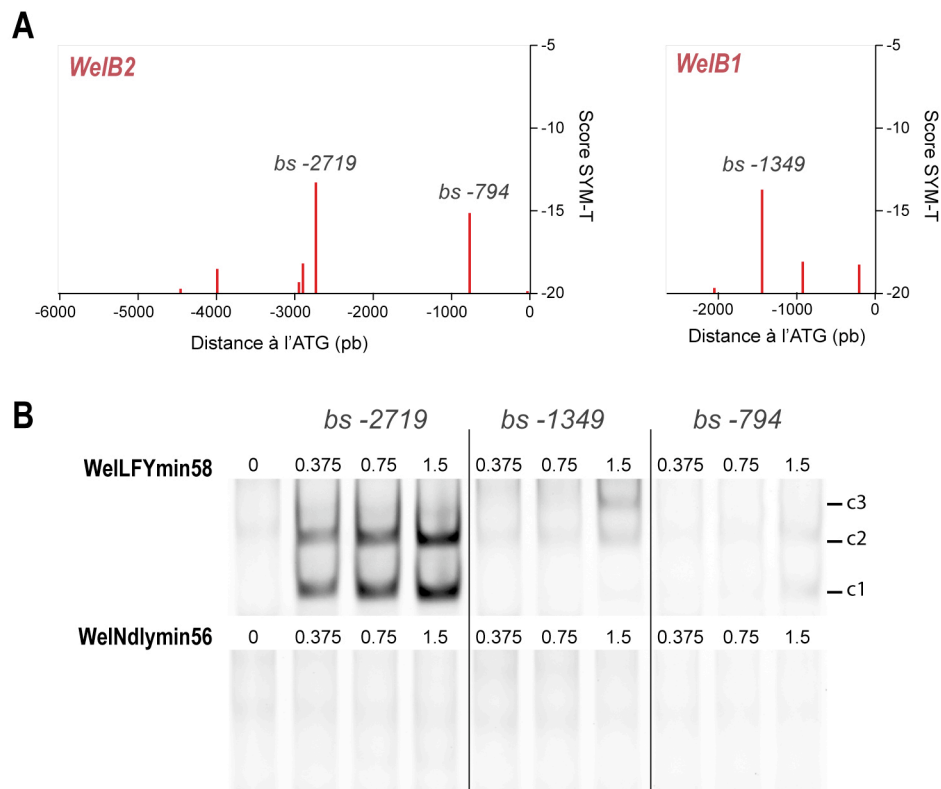 A
WelB2
bs -2719
bs -794
-5
-10
-15
-20
Score SYM-T
-6000 -5000 -4000 -3000 -2000 -1000 0
Distance à l'ATG (pb)
WelB1
bs -1349
-5
-10
-15
-20
Score SYM-T
-2000 -1000 0
Distance à l'ATG (pb)
B
bs -2719 bs -1349 bs -794
WelLFYmin58 0 0.375 0.75 1.5 0.375 0.75 1.5 0.375 0.75 1.5
c3
c2
c1
WelNdlymin56 0 0.375 0.75 1.5 0.375 0.75 1.5 0.375 0.75 1.5